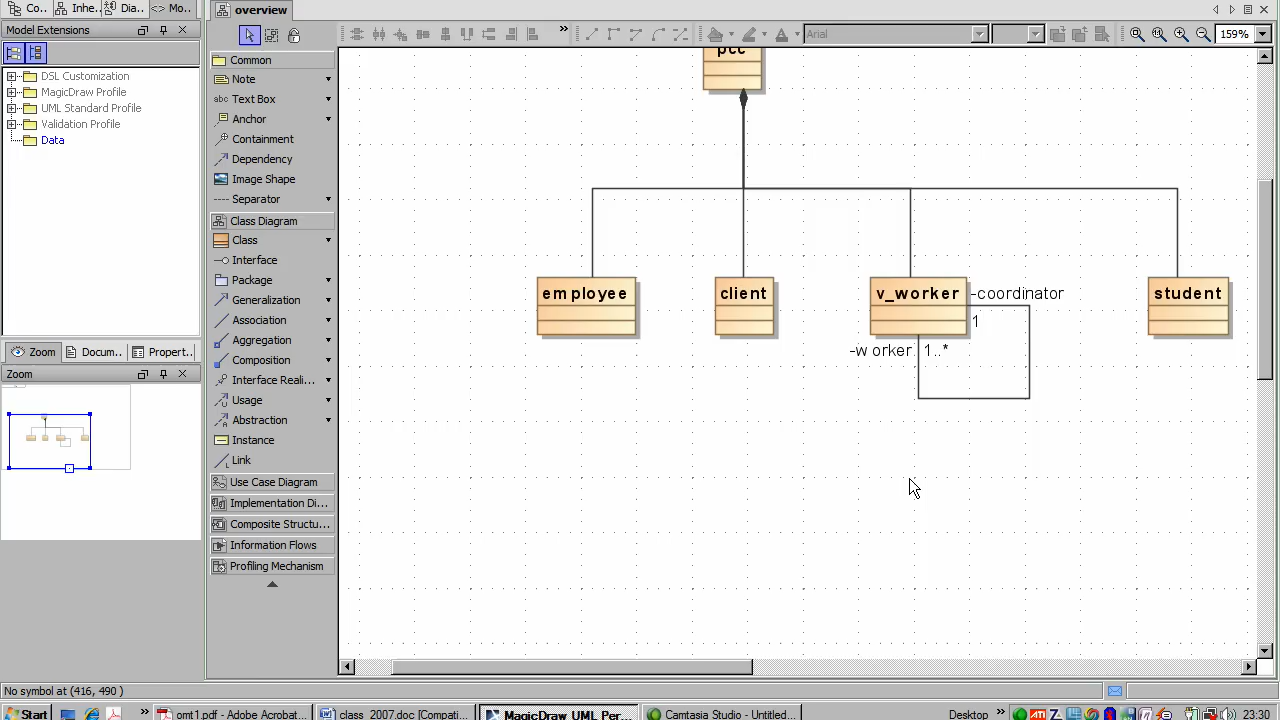 Co..
Inhe..
Dia..
Mo..
overview
Model Extensions
Arial
159%
DSL Customization
MagicDraw Profile
UML Standard Profile
Validation Profile
Data
Common
Note
abc Text Box
Anchor
Containment
Dependency
Image Shape
Separator
Class Diagram
Class
Interface
Package
Generalization
Association
Aggregation
Composition
Interface Reali...
Usage
Abstraction
Instance
Link
Use Case Diagram
Implementation Di...
Composite Structu...
Information Flows
Profiling Mechanism
Zoom
Docum..
Propert..
Zoom
pcc
employee
client
v_worker
-coordinator
student
1
-w orker
1..*
No symbol at (416, 490 )
Start
omt1.pdf - Adobe Acrobat...
class_2007.doc [Compati...
MagicDraw UML Per...
Camtasia Studio - Untitled...
Desktop
23:30